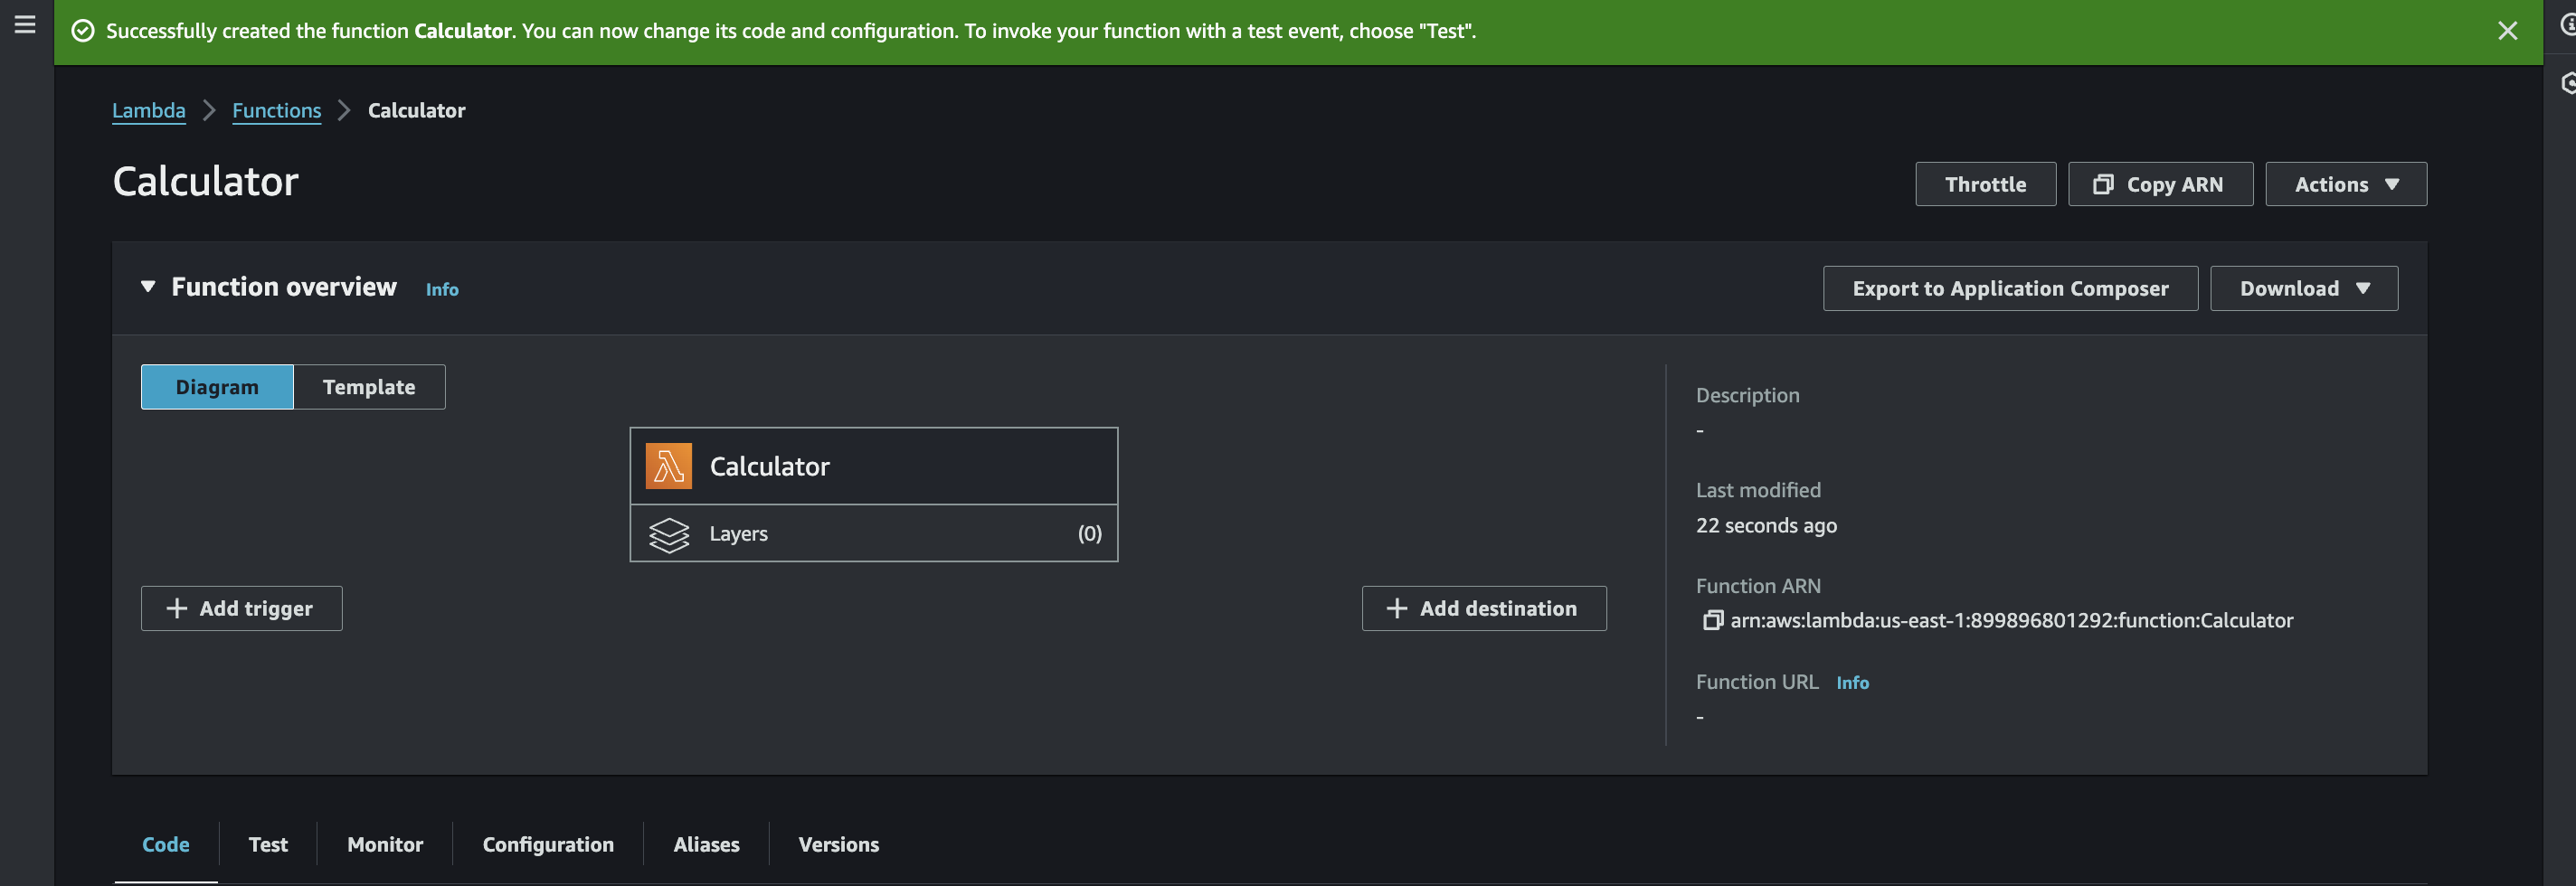 Successfully created the function Calculator. You can now change its code and configuration. To invoke your function with a test event, choose "Test".
Lambda > Functions > Calculator
Calculator
Throttle
Copy ARN
Actions
Function overview Info
Export to Application Composer
Download
Diagram
Template
Calculator
Layers (0)
+ Add trigger
+ Add destination
Description
-
Last modified
22 seconds ago
Function ARN
arn:aws:lambda:us-east-1:899896801292:function:Calculator
Function URL Info
-
Code
Test
Monitor
Configuration
Aliases
Versions